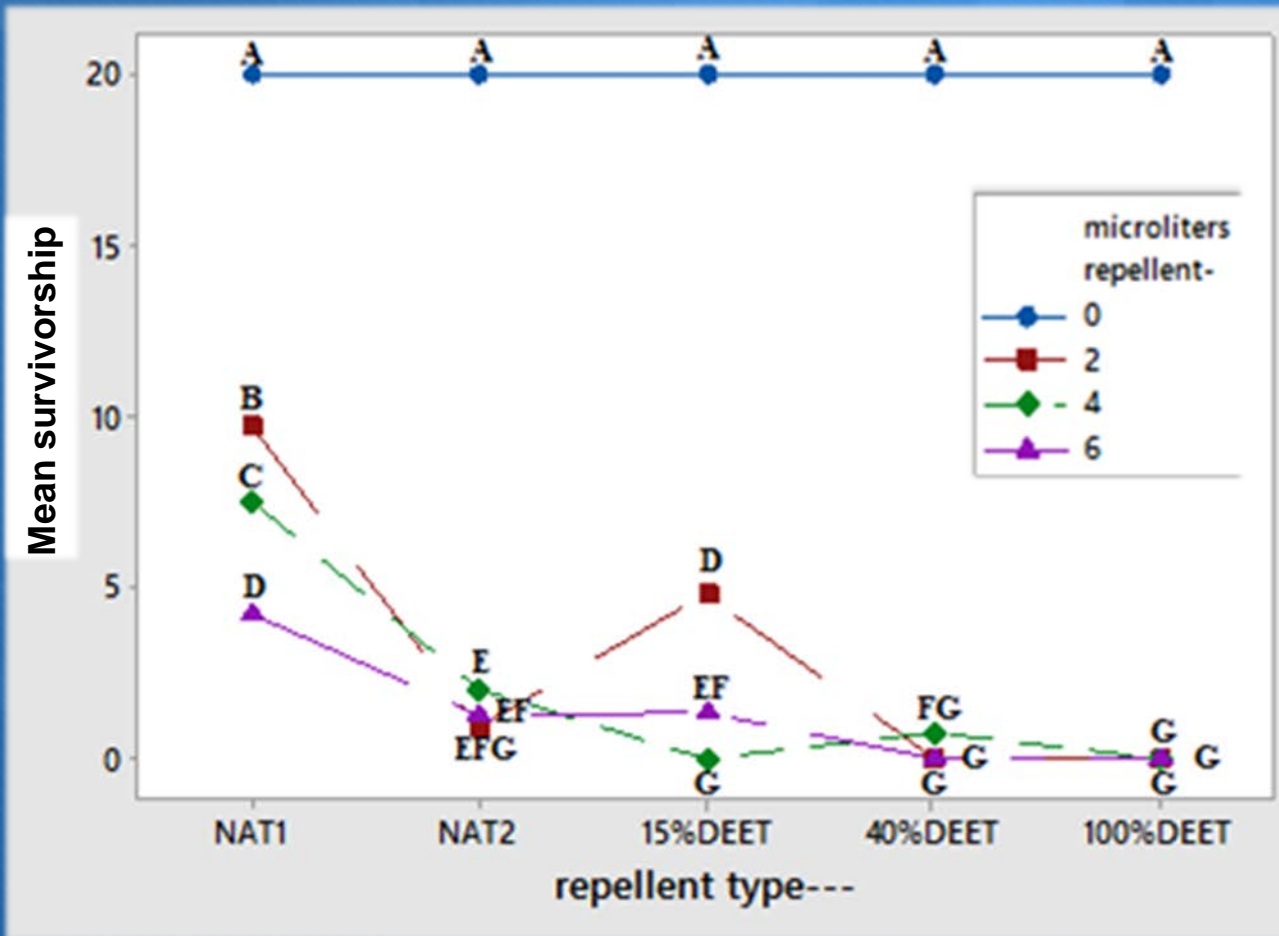 A A A A A
20
microliters
repellent-
0
15
2
4
6
Mean survivorship
B
10
C
D
D
5
E
EF
EF
FG
G
EFG
G
G
0
G
G
G
NAT1 NAT2 15%DEET 40%DEET 100%DEET
repellent type---